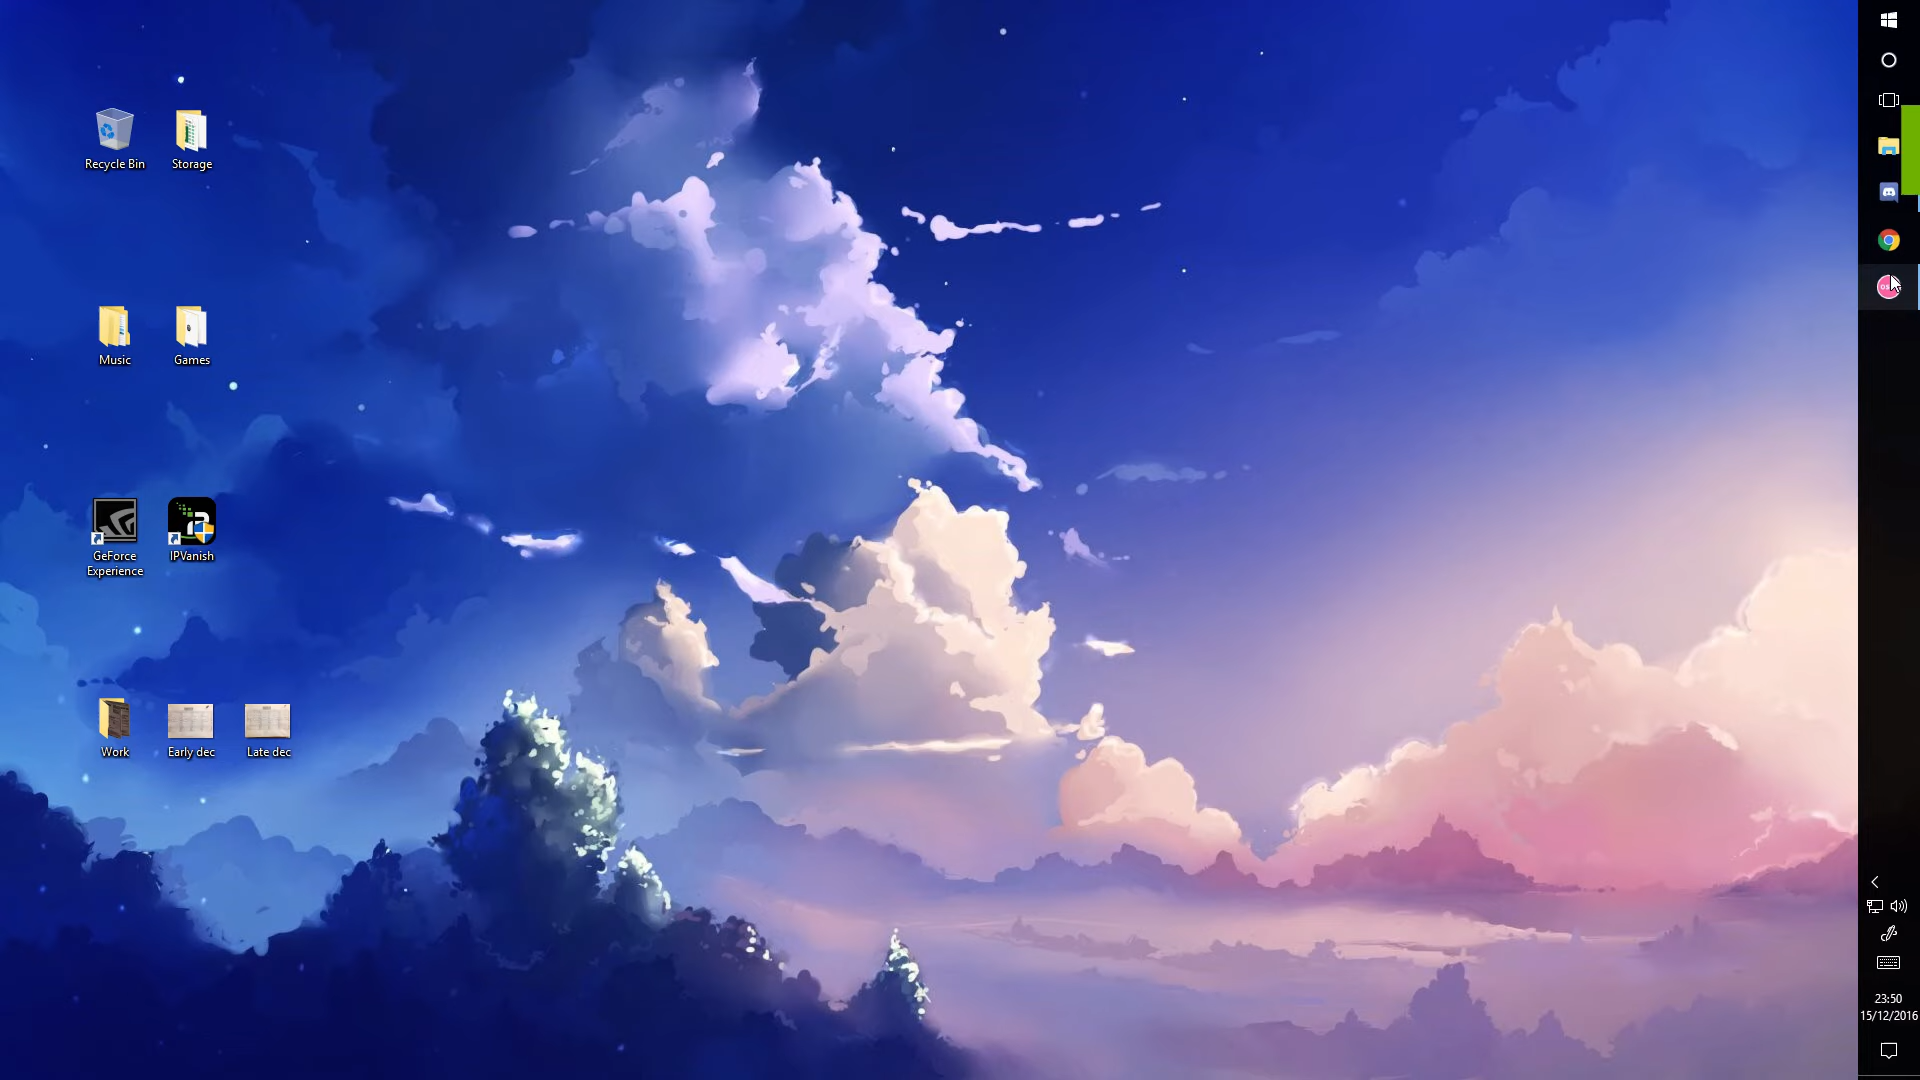 Recycle Bin
Storage
Music
Games
GeForce
Experience
IPVanish
Work
Early dec
Late dec
23:50
15/12/2016